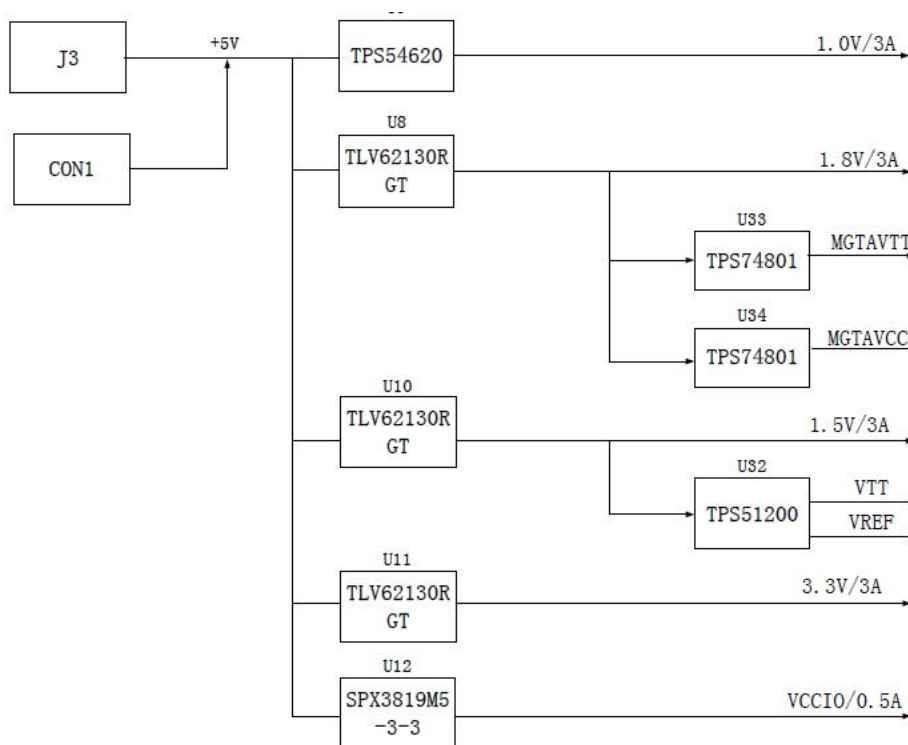 J3
+5V
TPS54620
1.0V/3A
CON1
U8
TLV62130R
GT
1.8V/3A
U33
TPS74801
MGTAVTT
U34
TPS74801
MGTAVCC
U10
TLV62130R
GT
1.5V/3A
U32
TPS51200
VTT
VREF
U11
TLV62130R
GT
3.3V/3A
U12
SPX3819M5
-3-3
VCCIO/0.5A